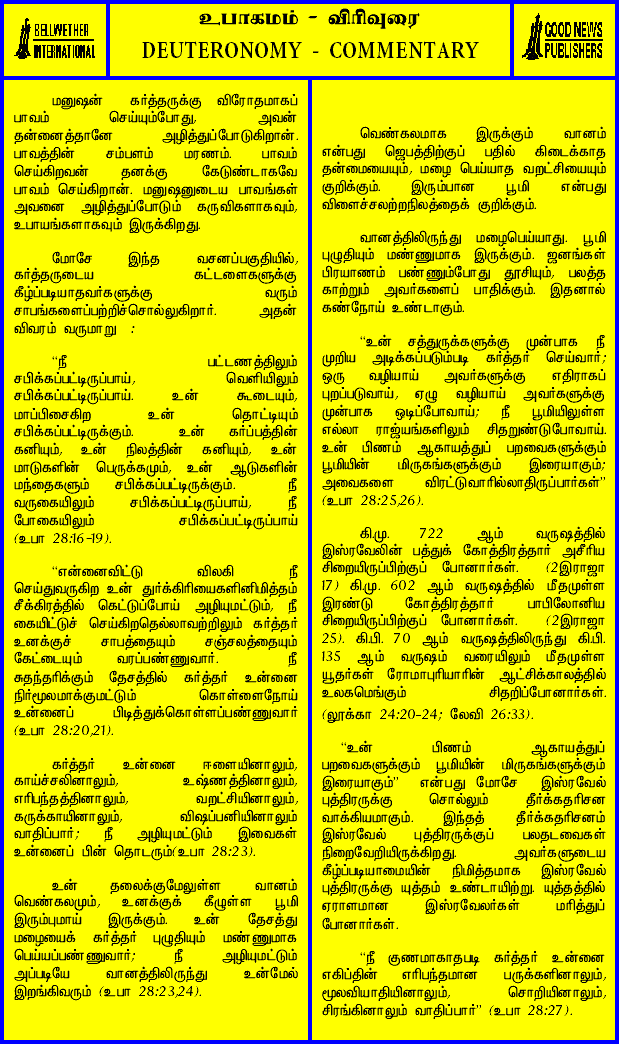 BELLWETHER
INTERNATIONAL
உபாகமம் - விரிவுரை
DEUTERONOMY - COMMENTARY
GOOD NEWS
PUBLISHERS
மனுஷன் கர்த்தருக்கு விரோதமாகப்
பாவம் செய்யும்போது, அவன்
தன்னைத்தானே அழித்துப்போடுகிறான்.
பாவத்தின் சம்பளம் மரணம். பாவம்
செய்கிறவன் தனக்கு கேடுண்டாகவே
பாவம் செய்கிறான். மனுஷனுடைய பாவங்கள்
அவனை அழித்துப்போடும் கருவிகளாகவும்,
உபாயங்களாகவும் இருக்கிறது.
மோசே இந்த வசனப்பகுதியில்,
கர்த்தருடைய கட்டளைகளுக்கு
கீழ்ப்படியாதவர்களுக்கு வரும்
சாபங்களைப்பற்றிச்சொல்லுகிறார். அதன்
விவரம் வருமாறு :
“நீ பட்டணத்திலும்
சபிக்கப்பட்டிருப்பாய், வெளியிலும்
சபிக்கப்பட்டிருப்பாய். உன் கூடையும்,
மாப்பிசைகிற உன் தொட்டியும்
சபிக்கப்பட்டிருக்கும். உன் கர்ப்பத்தின்
கனியும், உன் நிலத்தின் கனியும், உன்
மாடுகளின் பெருக்கமும், உன் ஆடுகளின்
மந்தைகளும் சபிக்கப்பட்டிருக்கும். நீ
வருகையிலும் சபிக்கப்பட்டிருப்பாய், நீ
போகையிலும் சபிக்கப்பட்டிருப்பாய்
(உபா 28:16-19).
“என்னைவிட்டு விலகி நீ
செய்துவருகிற உன் துர்க்கிரியைகளினிமித்தம்
சீக்கிரத்தில் கெட்டுப்போய் அழியுமட்டும், நீ
கையிட்டுச் செய்கிறதெல்லாவற்றிலும் கர்த்தர்
உனக்குச் சாபத்தையும் சஞ்சலத்தையும்
கேட்டையும் வரப்பண்ணுவார். நீ
சுதந்தரிக்கும் தேசத்தில் கர்த்தர் உன்னை
நிர்மூலமாக்குமட்டும் கொள்ளைநோய்
உன்னைப் பிடித்துக்கொள்ளப்பண்ணுவார்
(உபா 28:20,21).
கர்த்தர் உன்னை ஈளையினாலும்,
காய்ச்சலினாலும், உஷ்ணத்தினாலும்,
எரிபந்தத்தினாலும், வறட்சியினாலும்,
கருக்காயினாலும், விஷப்பனியினாலும்
வாதிப்பார்; நீ அழியுமட்டும் இவைகள்
உன்னைப் பின் தொடரும்(உபா 28:23).
உன் தலைக்குமேலுள்ள வானம்
வெண்கலமும், உனக்குக் கீழுள்ள பூமி
இரும்புமாய் இருக்கும். உன் தேசத்து
மழையைக் கர்த்தர் புழுதியும் மண்ணுமாக
பெய்யப்பண்ணுவார்; நீ அழியுமட்டும்
அப்படியே வானத்திலிருந்து உன்மேல்
இறங்கிவரும் (உபா 28:23,24).
வெண்கலமாக இருக்கும் வானம்
என்பது ஜெபத்திற்குப் பதில் கிடைக்காத
தன்மையையும், மழை பெய்யாத வறட்சியையும்
குறிக்கும். இரும்பான பூமி என்பது
விளைச்சலற்றநிலத்தைக் குறிக்கும்.
வானத்திலிருந்து மழைபெய்யாது. பூமி
புழுதியும் மண்ணுமாக இருக்கும். ஜனங்கள்
பிரயாணம் பண்ணும்போது தூசியும், பலத்த
காற்றும் அவர்களைப் பாதிக்கும். இதனால்
கண்நோய் உண்டாகும்.
“உன் சத்துருக்களுக்கு முன்பாக நீ
முறிய அடிக்கப்படும்படி கர்த்தர் செய்வார்;
ஒரு வழியாய் அவர்களுக்கு எதிராகப்
புறப்படுவாய், ஏழு வழியாய் அவர்களுக்கு
முன்பாக ஓடிப்போவாய்; நீ பூமியிலுள்ள
எல்லா ராஜ்யங்களிலும் சிதறுண்டுபோவாய்.
உன் பிணம் ஆகாயத்துப் பறவைகளுக்கும்
பூமியின் மிருகங்களுக்கும் இரையாகும்;
அவைகளை விரட்டுவாரில்லாதிருப்பார்கள்”
(உபா 28:25,26).
கி.மு. 722 ஆம் வருஷத்தில்
இஸ்ரவேலின் பத்துக் கோத்திரத்தார் அசீரிய
சிறையிருப்பிற்குப் போனார்கள். (2இராஜா
17) கி.மு. 602 ஆம் வருஷத்தில் மீதமுள்ள
இரண்டு கோத்திரத்தார் பாபிலோனிய
சிறையிருப்பிற்குப் போனார்கள். (2இராஜா
25). கி.பி. 70 ஆம் வருஷத்திலிருந்து கி.பி.
135 ஆம் வருஷம் வரையிலும் மீதமுள்ள
யூதர்கள் ரோமாபுரியாரின் ஆட்சிக்காலத்தில்
உலகமெங்கும் சிதறிப்போனார்கள்.
(லூக்கா 24:20-24; லேவி 26:33).
“உன் பிணம் ஆகாயத்துப்
பறவைகளுக்கும் பூமியின் மிருகங்களுக்கும்
இரையாகும்” என்பது மோசே இஸ்ரவேல்
புத்திரருக்கு சொல்லும் தீர்க்கதரிசன
வாக்கியமாகும். இந்தத் தீர்க்கதரிசனம்
இஸ்ரவேல் புத்திரருக்குப் பலதடவைகள்
நிறைவேறியிருக்கிறது. அவர்களுடைய
கீழ்ப்படியாமையின் நிமித்தமாக இஸ்ரவேல்
புத்திரருக்கு யுத்தம் உண்டாயிற்று. யுத்தத்தில்
ஏராளமான இஸ்ரவேலர்கள் மரித்துப்
போனார்கள்.
“நீ குணமாகாதபடி கர்த்தர் உன்னை
எகிப்தின் எரிபந்தமான பருக்களினாலும்,
மூலவியாதியினாலும், சொறியினாலும்,
சிரங்கினாலும் வாதிப்பார்” (உபா 28:27).